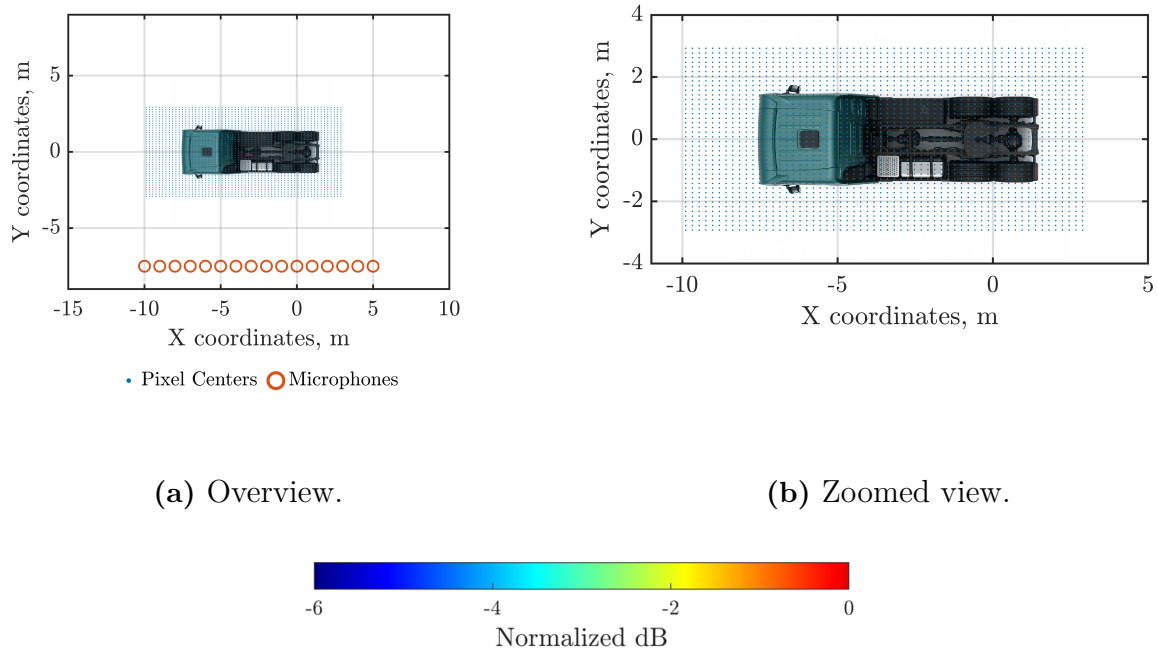 5
0
-5
Y coordinates, m
-15
-10
-5
0
5
10
X coordinates, m
Pixel Centers
Microphones
(a) Overview.
4
2
0
-2
-4
Y coordinates, m
-10
-5
0
5
X coordinates, m
(b) Zoomed view.
-6
-4
-2
0
Normalized dB